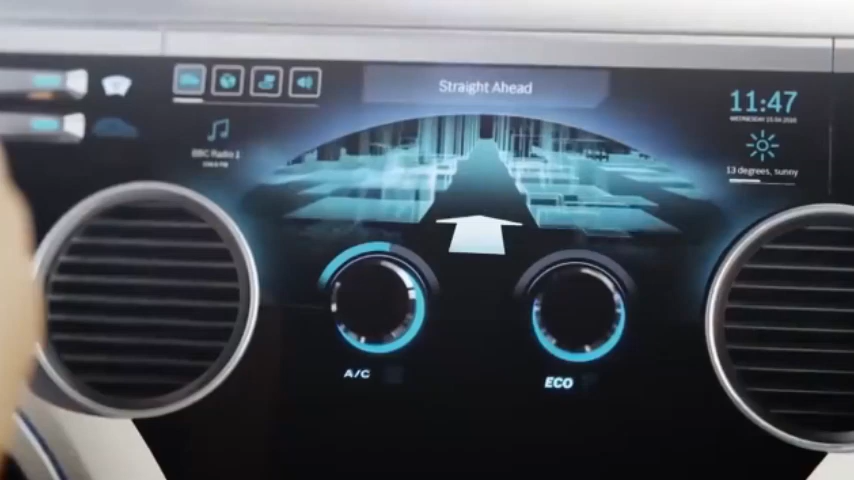 Straight Ahead
11:47
BBC Radio 1
13 degrees, sunny
A/C
ECO